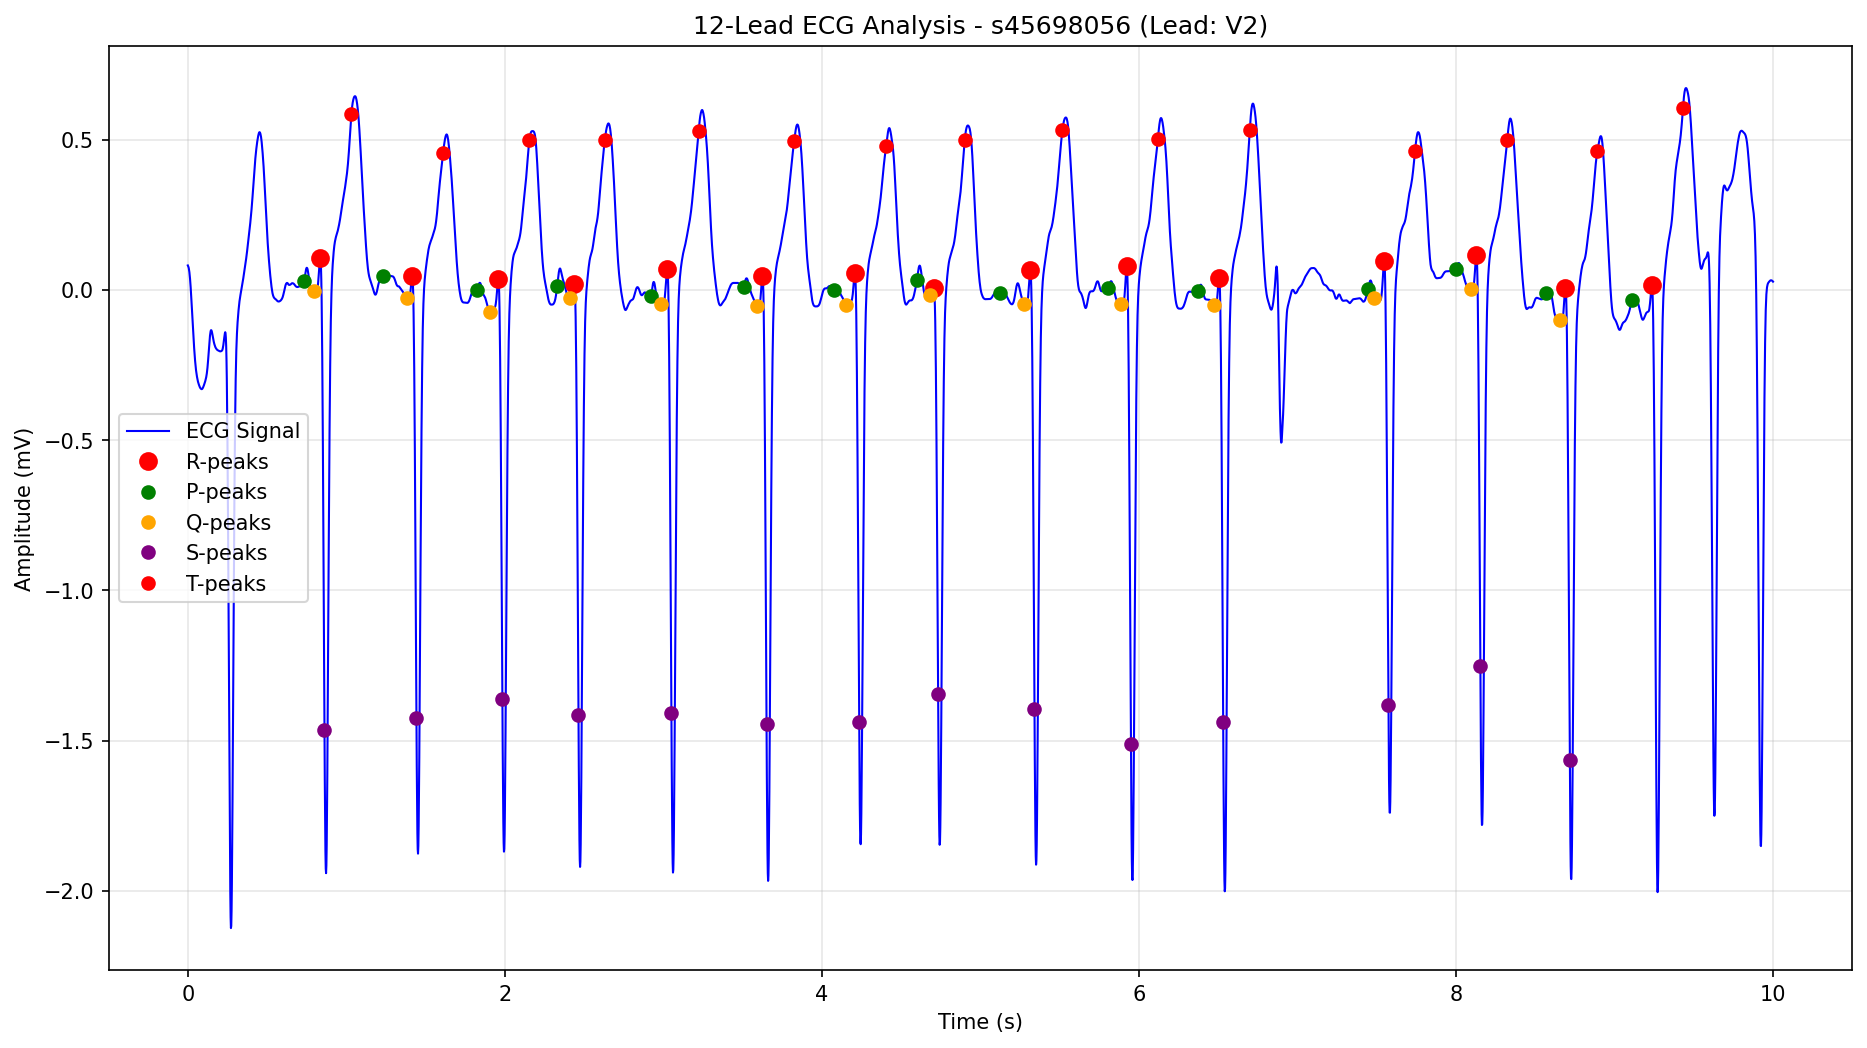 12-Lead ECG Analysis - s45698056 (Lead: V2)
Amplitude (mV)
0.5
0.0
−0.5
−1.0
−1.5
−2.0
ECG Signal
R-peaks
P-peaks
Q-peaks
S-peaks
T-peaks
0 2 4 6 8 10
Time (s)